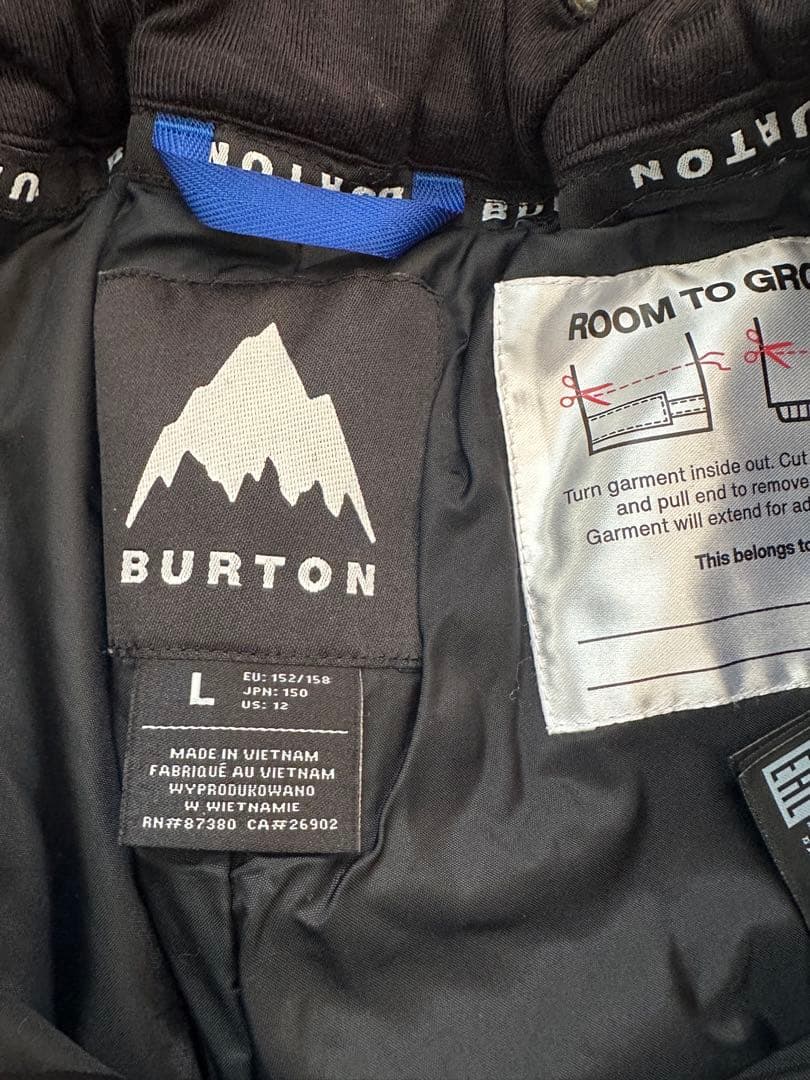 BURTON
BURTON
BURTON
L
EU: 152/158
JPN: 150
US: 12
MADE IN VIETNAM
FABRIQUÉ AU VIETNAM
WYPRODUKOWANO
W WIETNAMIE
RN#87380 CA#26902
ROOM TO
Turn garment inside out. Cut
and pull end to remove
Garment will extend for
This belongs to